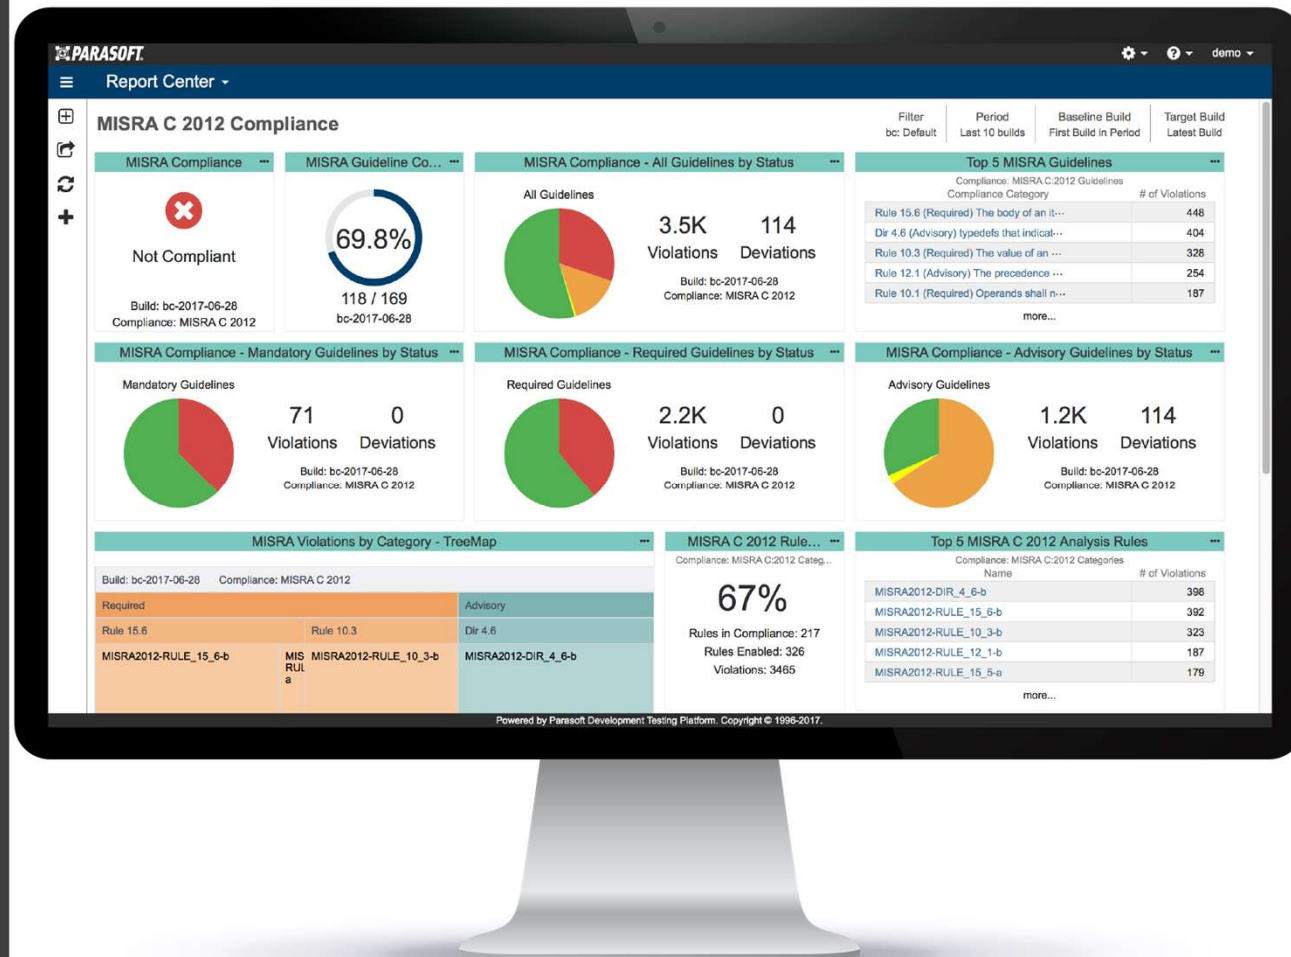 PARASOFT.
demo
Report Center
MISRA C 2012 Compliance
Filter
bc: Default
Period
Last 10 builds
Baseline Build
First Build in Period
Target Build
Latest Build
MISRA Compliance
Not Compliant
Build: bc-2017-06-28
Compliance: MISRA C 2012
MISRA Guideline Co...
69.8%
118 / 169
bc-2017-06-28
MISRA Compliance - All Guidelines by Status
All Guidelines
3.5K 114
Violations Deviations
Build: bc-2017-06-28
Compliance: MISRA C 2012
Top 5 MISRA Guidelines
Compliance: MISRA C:2012 Guidelines
Compliance Category # of Violations
Rule 15.6 (Required) The body of an it... 448
Dir 4.6 (Advisory) typedefs that indicat... 404
Rule 10.3 (Required) The value of an ... 328
Rule 12.1 (Advisory) The precedence ... 254
Rule 10.1 (Required) Operands shall n... 187
more...
MISRA Compliance - Mandatory Guidelines by Status
Mandatory Guidelines
71 0
Violations Deviations
Build: bc-2017-06-28
Compliance: MISRA C 2012
MISRA Compliance - Required Guidelines by Status
Required Guidelines
2.2K 0
Violations Deviations
Build: bc-2017-06-28
Compliance: MISRA C 2012
MISRA Compliance - Advisory Guidelines by Status
Advisory Guidelines
1.2K 114
Violations Deviations
Build: bc-2017-06-28
Compliance: MISRA C 2012
MISRA Violations by Category - TreeMap
Build: bc-2017-06-28 Compliance: MISRA C 2012
Required Advisory
Rule 15.6 Rule 10.3 Dir 4.6
MISRA2012-RULE_15_6-b
MIS
RUL
a
MISRA2012-RULE_10_3-b
MISRA2012-DIR_4_6-b
MISRA C 2012 Rule...
Compliance: MISRA C:2012 Categ...
67%
Rules in Compliance: 217
Rules Enabled: 326
Violations: 3465
Top 5 MISRA C 2012 Analysis Rules
Compliance: MISRA C:2012 Categories
Name # of Violations
MISRA2012-DIR_4_6-b 398
MISRA2012-RULE_15_6-b 392
MISRA2012-RULE_10_3-b 323
MISRA2012-RULE_12_1-b 187
MISRA2012-RULE_15_5-a 179
more...
Powered by Parasoft Development Testing Platform. Copyright © 1996-2017.